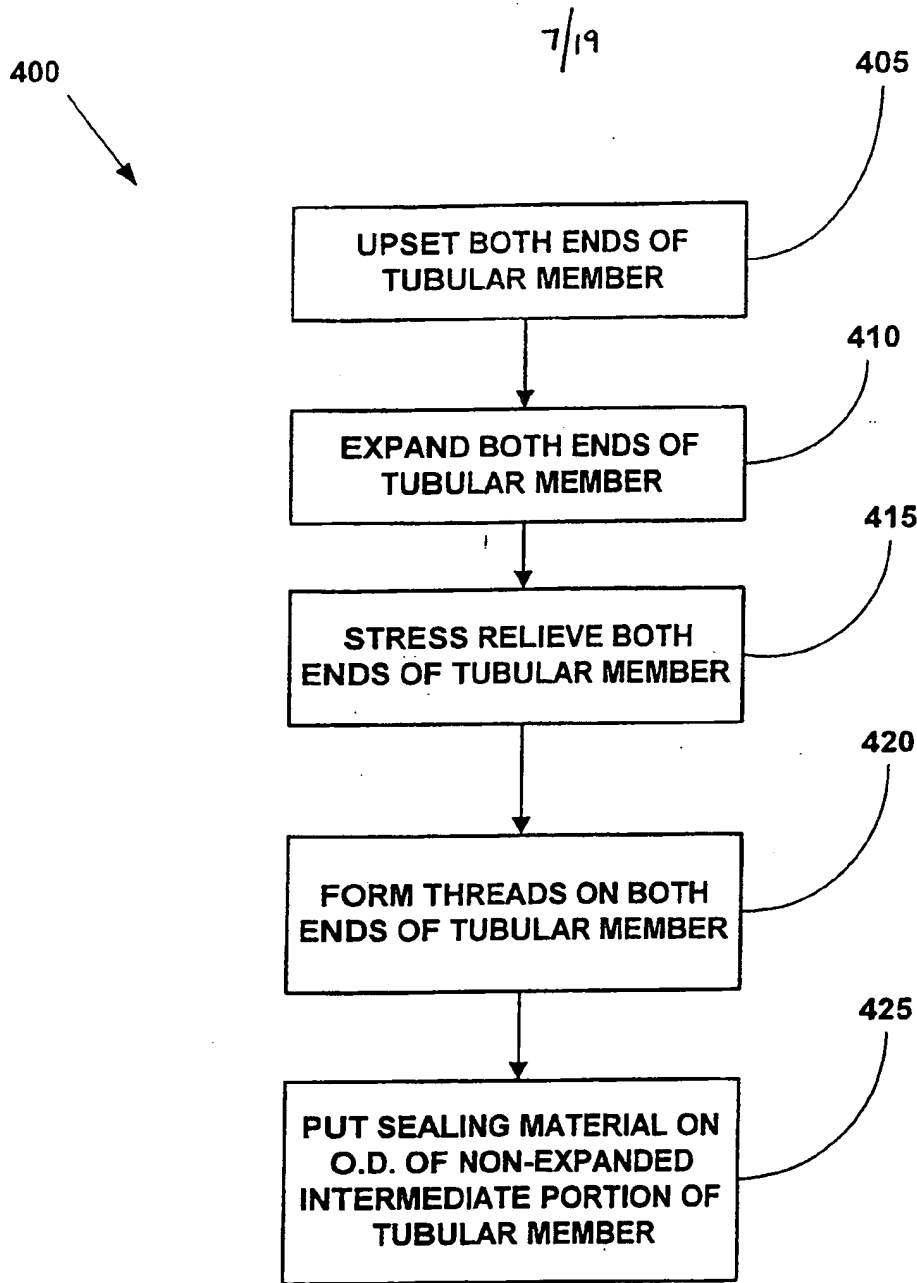 7/19
400
405
UPSET BOTH ENDS OF
TUBULAR MEMBER
410
EXPAND BOTH ENDS OF
TUBULAR MEMBER
415
STRESS RELIEVE BOTH
ENDS OF TUBULAR MEMBER
420
FORM THREADS ON BOTH
ENDS OF TUBULAR MEMBER
425
PUT SEALING MATERIAL ON
O.D. OF NON-EXPANDED
INTERMEDIATE PORTION OF
TUBULAR MEMBER